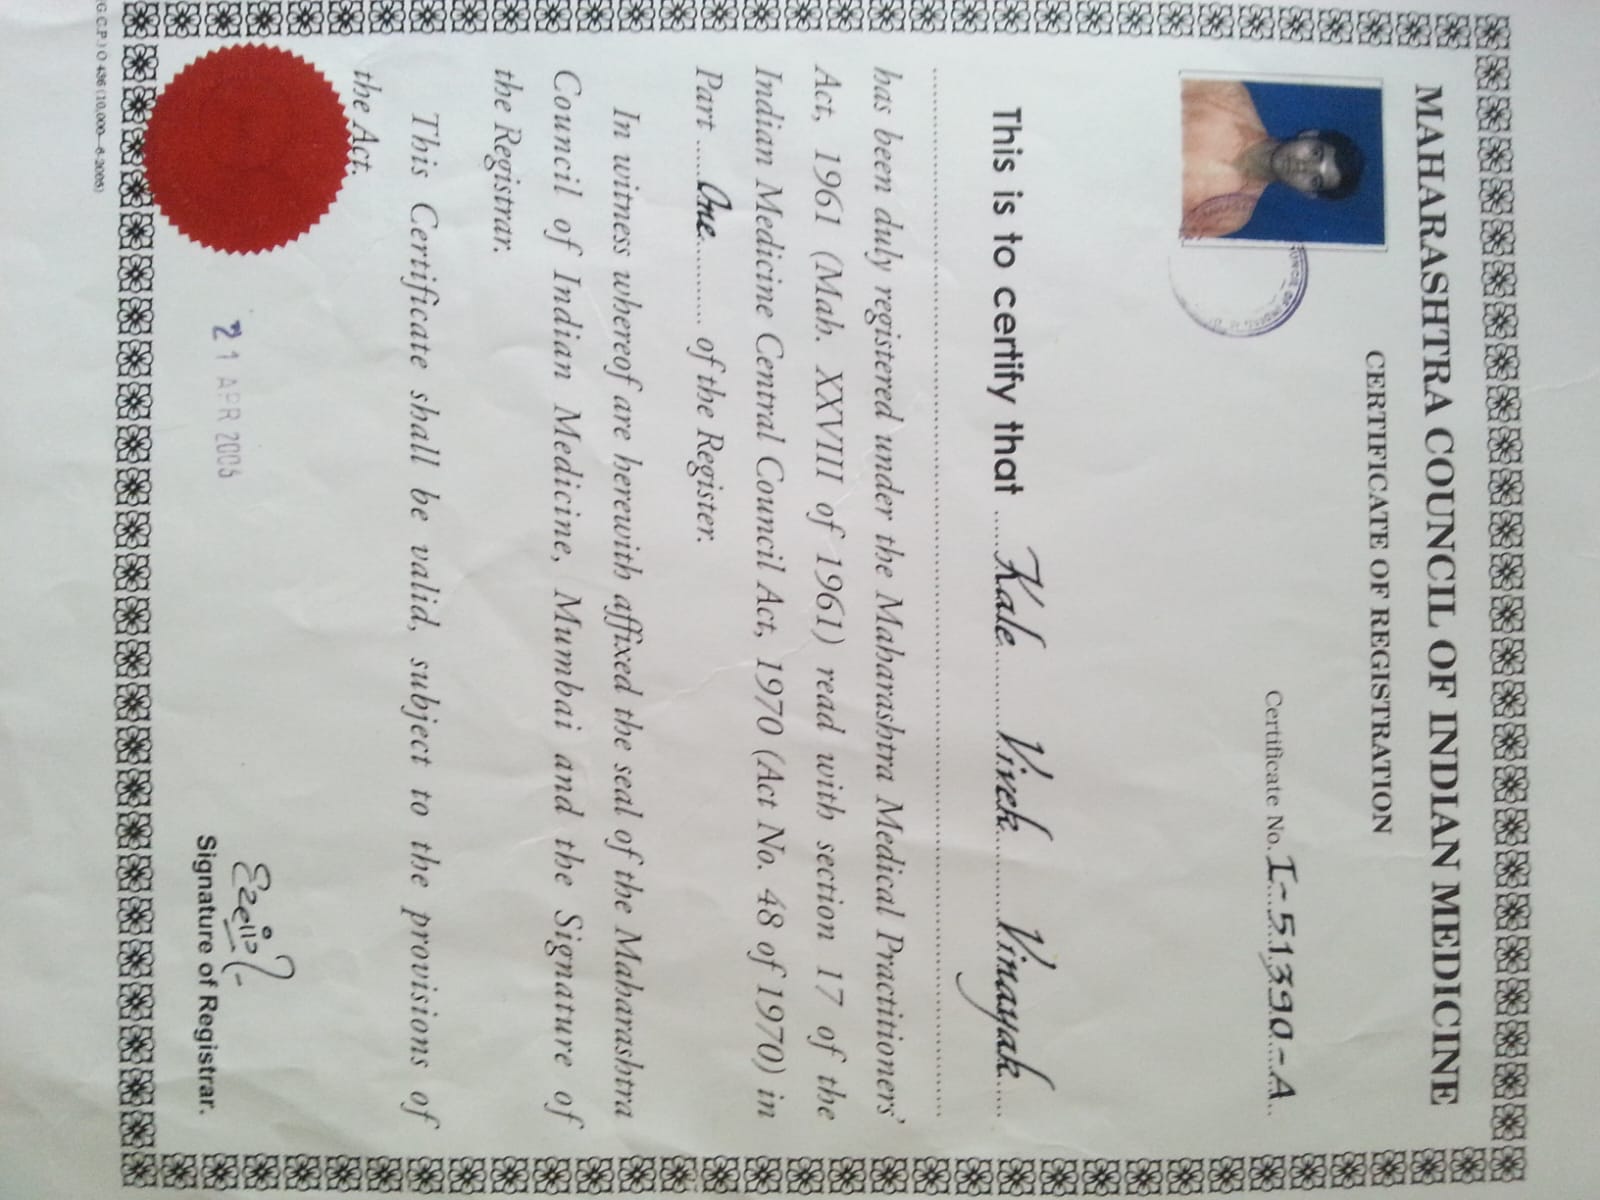 MAHARASHTRA COUNCIL OF INDIAN MEDICINE
CERTIFICATE OF REGISTRATION
Certificate No. I-51390-A
This is to certify that Kale Vivek Vinayak
has been duly registered under the Maharashtra Medical Practitioners'
Act, 1961 (Mah. XXVIII of 1961) read with section 17 of the
Indian Medicine Central Council Act, 1970 (Act No. 48 of 1970) in
Part One of the Register.
In witness whereof are herewith affixed the seal of the Maharashtra
Council of Indian Medicine, Mumbai and the Signature of
the Registrar.
This Certificate shall be valid, subject to the provisions of
the Act.
21 APR 2006
Signature of Registrar.
G.C.P.) O 436 (10,000—6-2005)